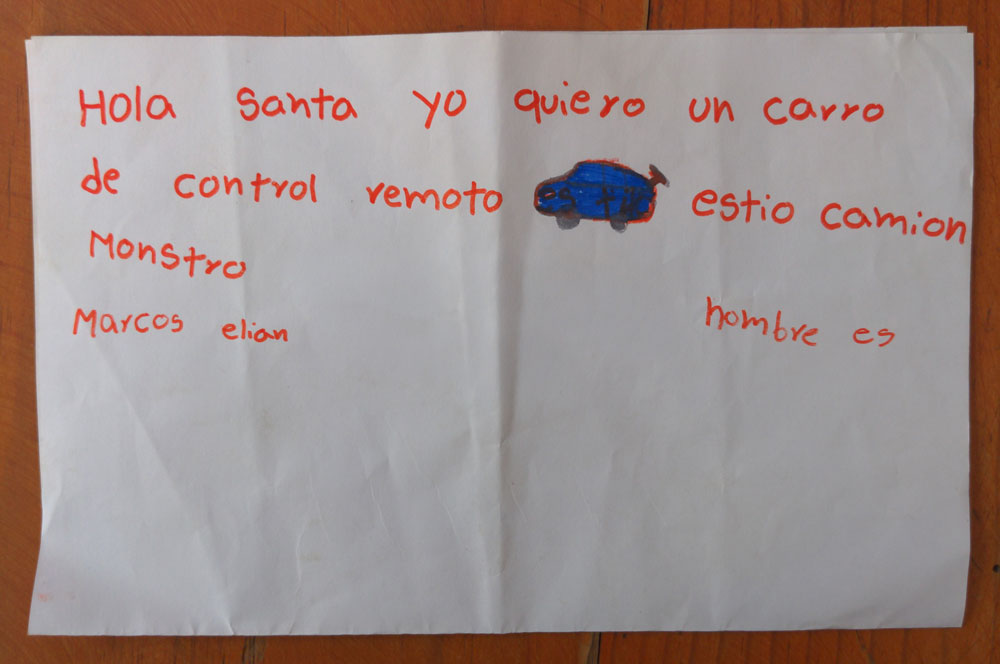 Hola Santa yo quiero un carro
de control remoto estio camion
Monstro
Marcos elian hombre es